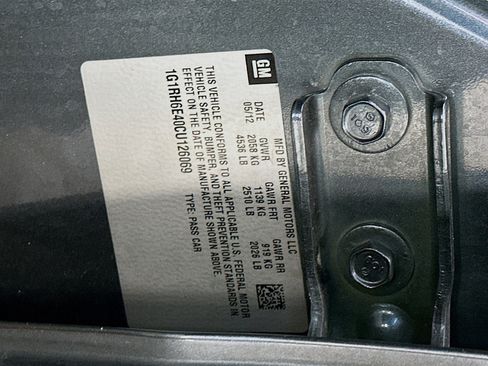 GM
MFD BY GENERAL MOTORS LLC
DATE GVWR GAWR FRT GAWR RR
05/12 2058 KG 1139 KG 919 KG
4536 LB 2510 LB 2026 LB
THIS VEHICLE CONFORMS TO ALL APPLICABLE U.S. FEDERAL MOTOR
VEHICLE SAFETY, BUMPER, AND THEFT PREVENTION STANDARDS IN
EFFECT ON THE DATE OF MANUFACTURE SHOWN ABOVE.
1G1RH6E40CU126069 TYPE: PASS CAR